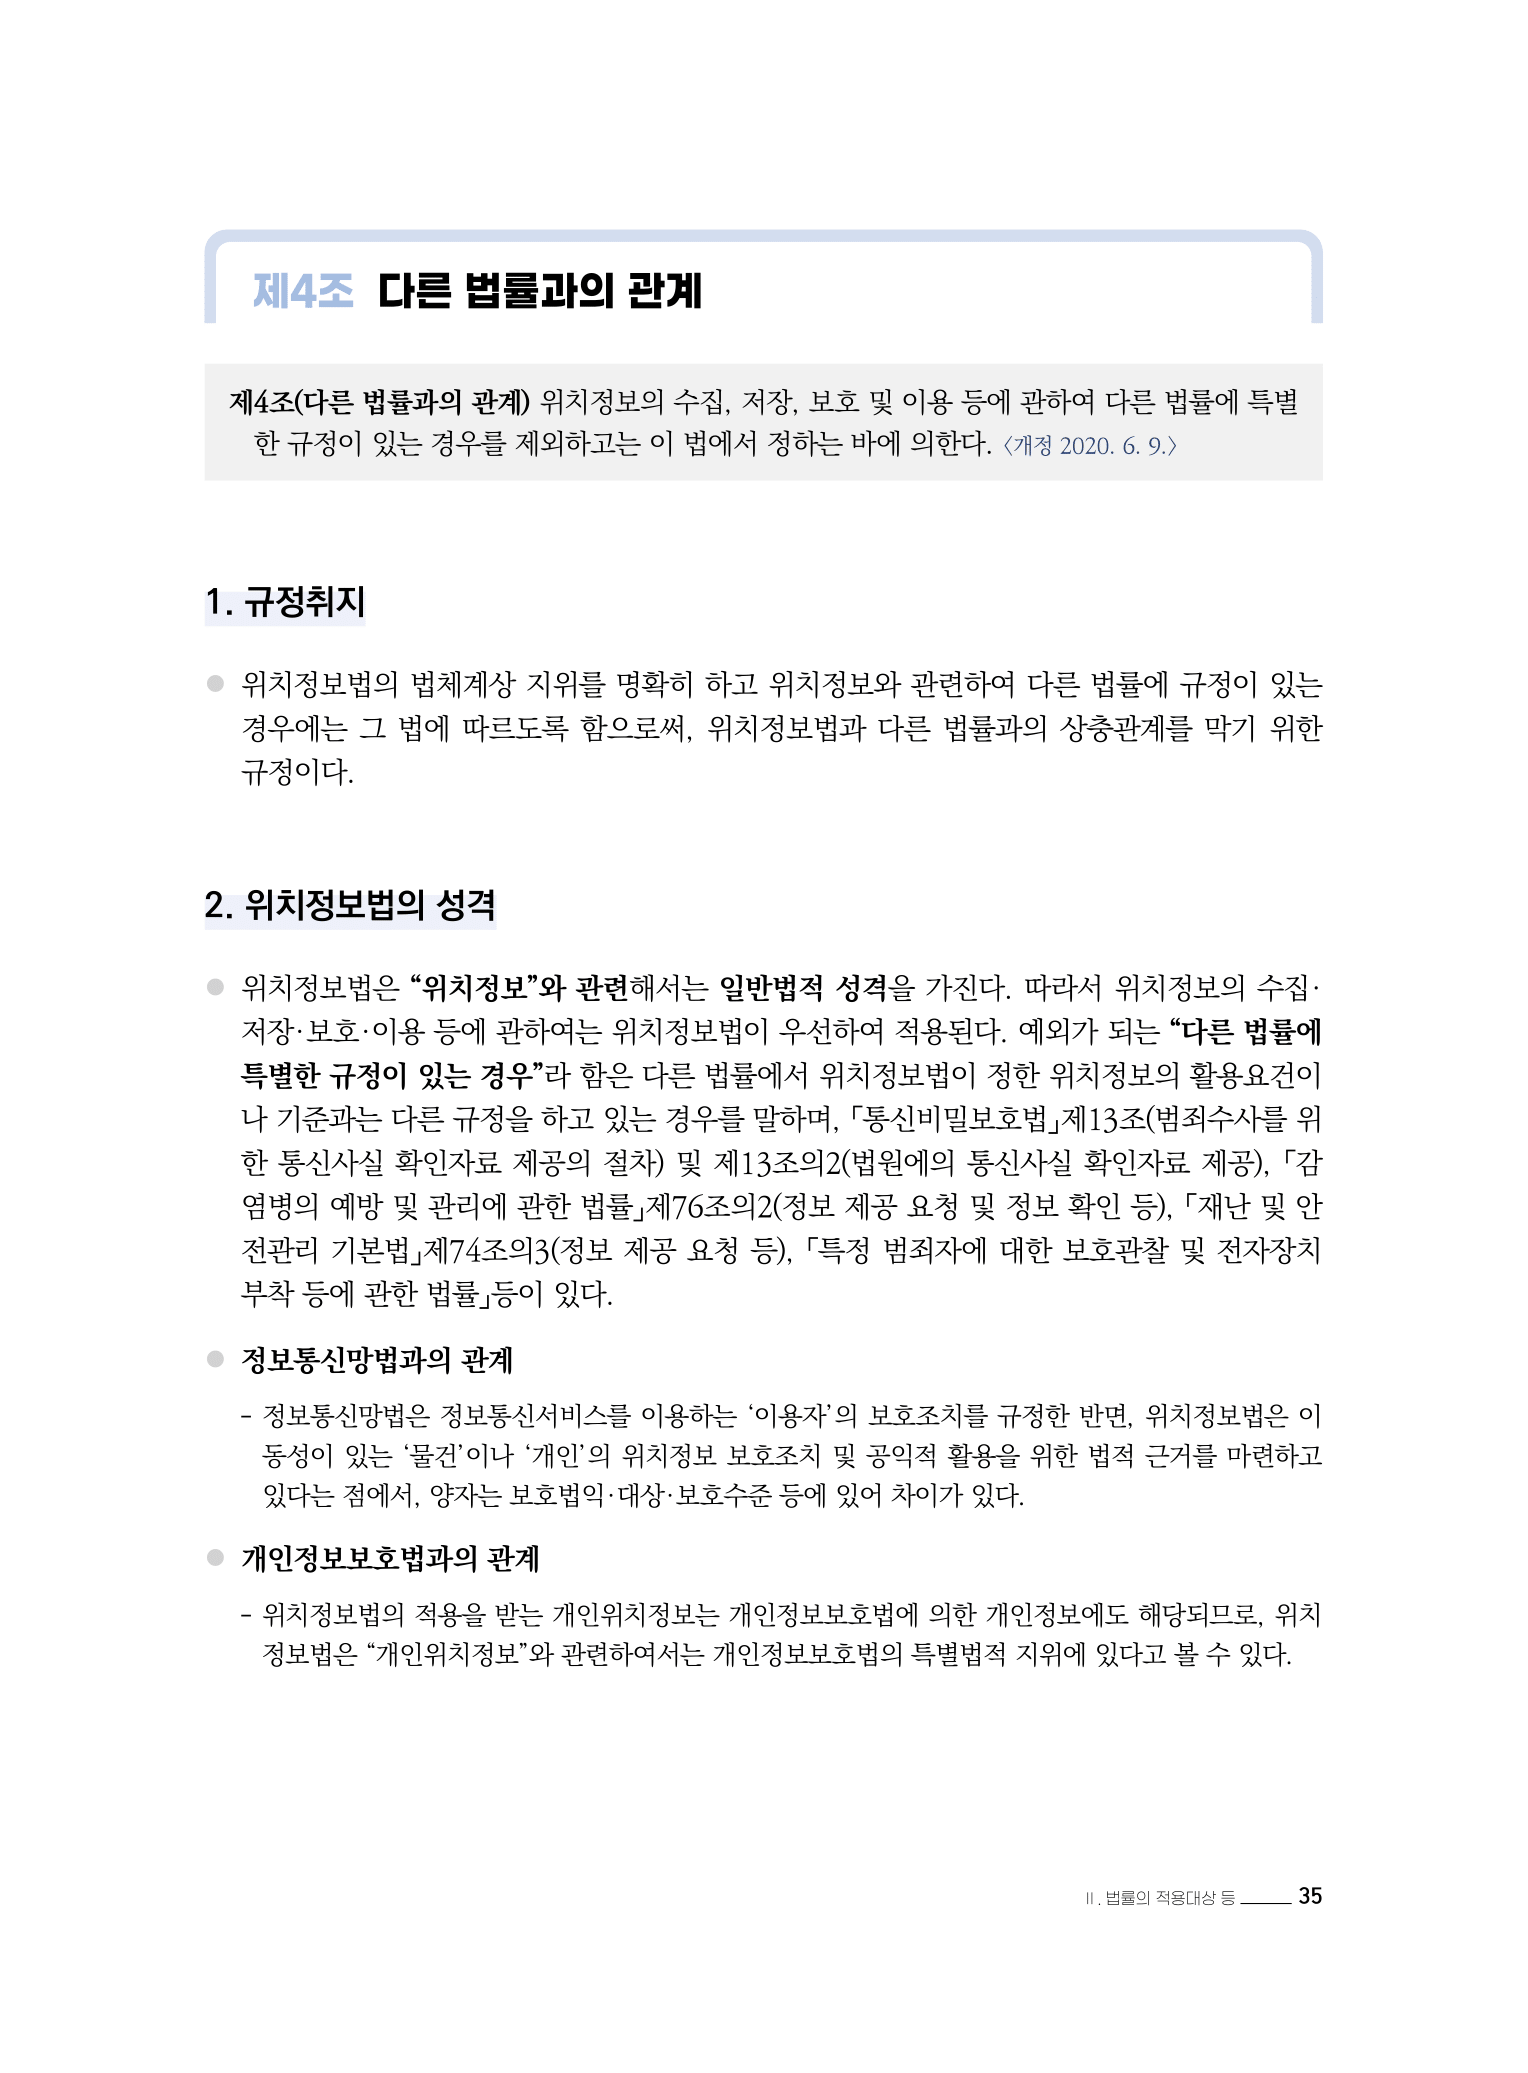 제4조 다른 법률과의 관계
제4조(다른 법률과의 관계) 위치정보의 수집, 저장, 보호 및 이용 등에 관하여 다른 법률에 특별
한 규정이 있는 경우를 제외하고는 이 법에서 정하는 바에 의한다. 〈개정 2020. 6. 9.〉
1. 규정취지
● 위치정보법의 법체계상 지위를 명확히 하고 위치정보와 관련하여 다른 법률에 규정이 있는
경우에는 그 법에 따르도록 함으로써, 위치정보법과 다른 법률과의 상충관계를 막기 위한
규정이다.
2. 위치정보법의 성격
● 위치정보법은 “위치정보”와 관련해서는 일반법적 성격을 가진다. 따라서 위치정보의 수집·
저장·보호·이용 등에 관하여는 위치정보법이 우선하여 적용된다. 예외가 되는 “다른 법률에
특별한 규정이 있는 경우”라 함은 다른 법률에서 위치정보법이 정한 위치정보의 활용요건이
나 기준과는 다른 규정을 하고 있는 경우를 말하며, 「통신비밀보호법」제13조(범죄수사를 위
한 통신사실 확인자료 제공의 절차) 및 제13조의2(법원에의 통신사실 확인자료 제공), 「감
염병의 예방 및 관리에 관한 법률」제76조의2(정보 제공 요청 및 정보 확인 등), 「재난 및 안
전관리 기본법」제74조의3(정보 제공 요청 등), 「특정 범죄자에 대한 보호관찰 및 전자장치
부착 등에 관한 법률」등이 있다.
● 정보통신망법과의 관계
- 정보통신망법은 정보통신서비스를 이용하는 ‘이용자’의 보호조치를 규정한 반면, 위치정보법은 이
동성이 있는 ‘물건’이나 ‘개인’의 위치정보 보호조치 및 공익적 활용을 위한 법적 근거를 마련하고
있다는 점에서, 양자는 보호법익·대상·보호수준 등에 있어 차이가 있다.
● 개인정보보호법과의 관계
- 위치정보법의 적용을 받는 개인위치정보는 개인정보보호법에 의한 개인정보에도 해당되므로, 위치
정보법은 “개인위치정보”와 관련하여서는 개인정보보호법의 특별법적 지위에 있다고 볼 수 있다.
Ⅱ. 법률의 적용대상 등 35